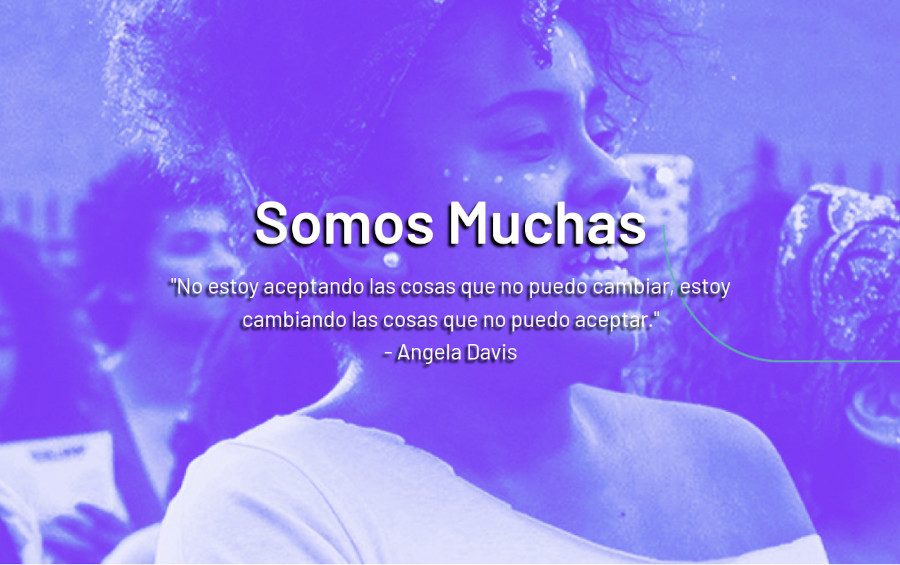 Somos Muchas
"No estoy aceptando las cosas que no puedo cambiar, estoy
cambiando las cosas que no puedo aceptar."
- Angela Davis